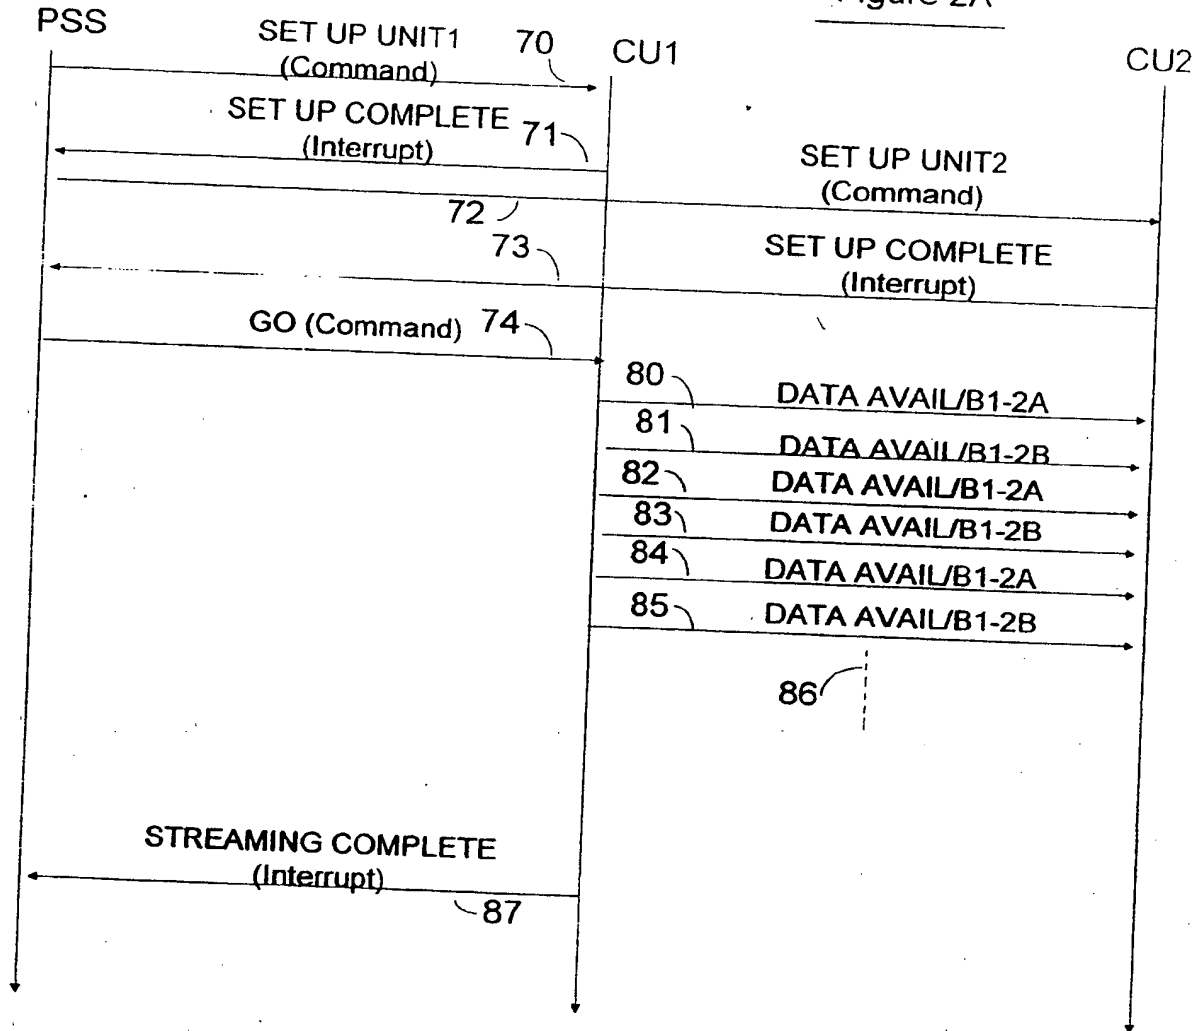 Figure 2A
PSS
SET UP UNIT1
(Command)
70
CU1
CU2
SET UP COMPLETE
(Interrupt)
71
SET UP UNIT2
(Command)
72
73
SET UP COMPLETE
(Interrupt)
GO (Command)
74
80
DATA AVAIL/B1-2A
81
DATA AVAIL/B1-2B
82
DATA AVAIL/B1-2A
83
DATA AVAIL/B1-2B
84
DATA AVAIL/B1-2A
85
DATA AVAIL/B1-2B
86
STREAMING COMPLETE
(Interrupt)
87